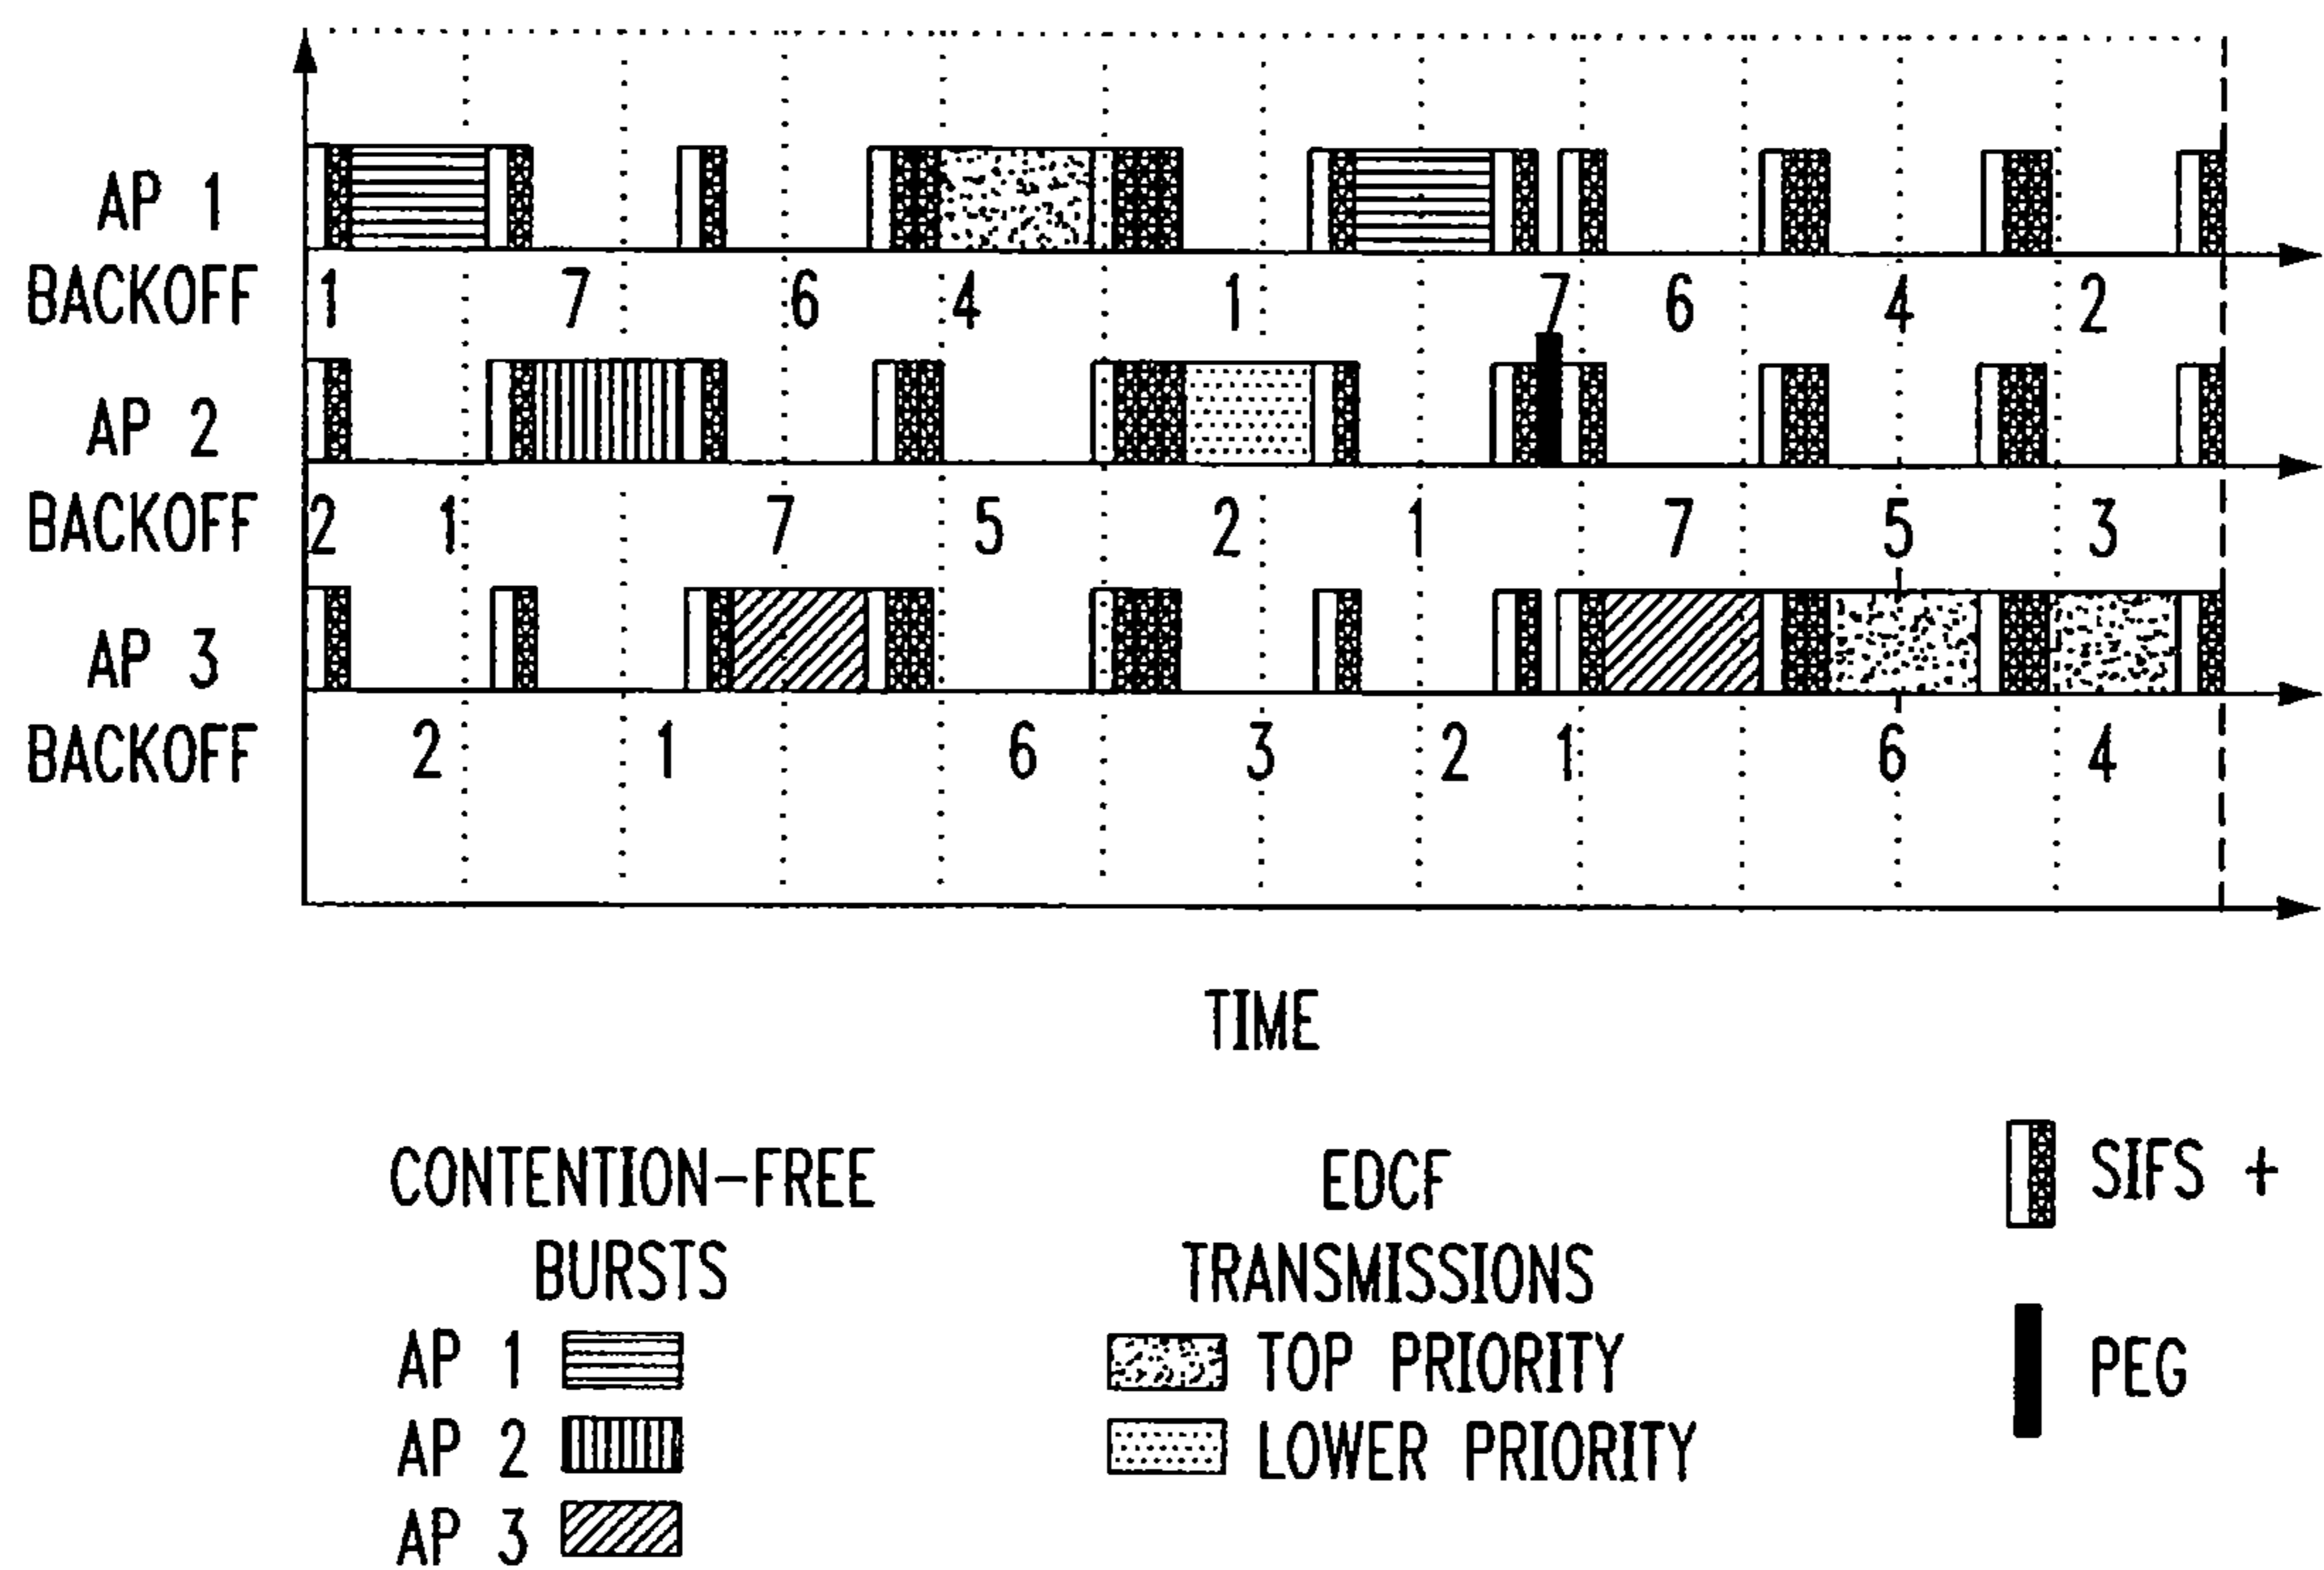 AP 1
BACKOFF 1 7 6 4 1 7 6 4 2
AP 2
BACKOFF 2 1 7 5 2 1 7 5 3
AP 3
BACKOFF 2 1 6 3 2 1 6 4
TIME
CONTENTION-FREE
BURSTS
AP 1
AP 2
AP 3
EDCF
TRANSMISSIONS
TOP PRIORITY
LOWER PRIORITY
SIFS +
PEG